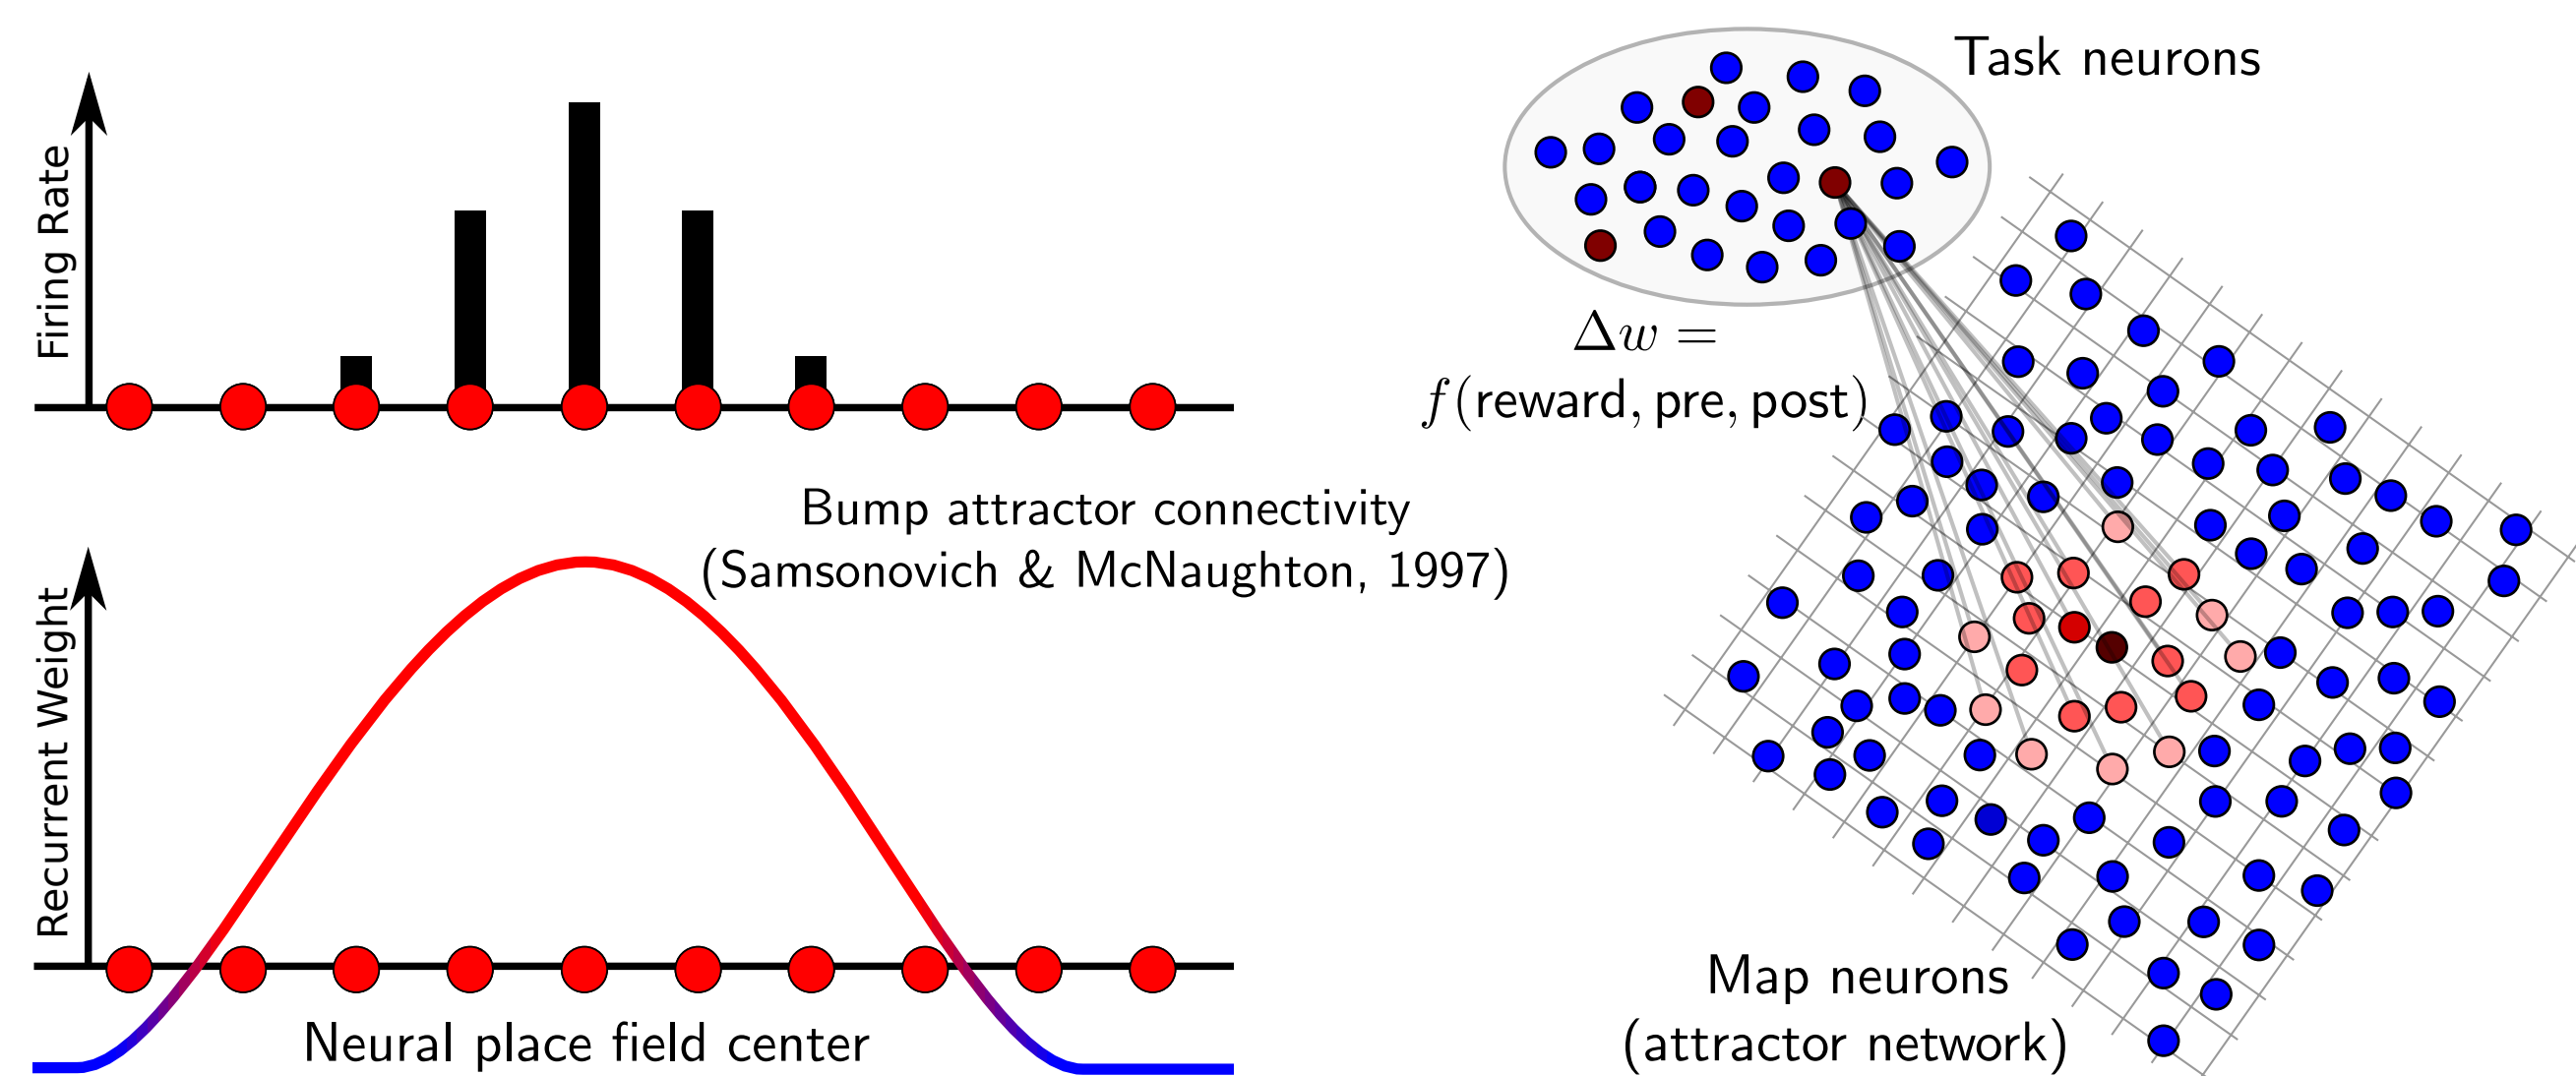 Firing Rate
Bump attractor connectivity
(Samsonovich & McNaughton, 1997)
Recurrent Weight
Neural place field center
Task neurons
Δw =
f(reward, pre, post)
Map neurons
(attractor network)